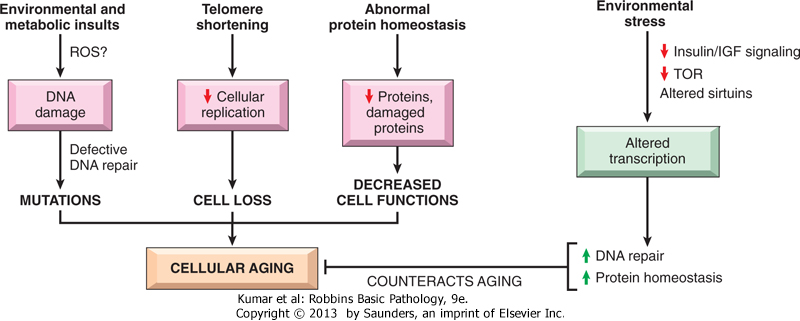 Environmental and
metabolic insults
ROS?
DNA
damage
Defective
DNA repair
MUTATIONS
Telomere
shortening
Cellular
replication
CELL LOSS
Abnormal
protein homeostasis
Proteins,
damaged
proteins
DECREASED
CELL FUNCTIONS
CELLULAR AGING
Environmental
stress
Insulin/IGF signaling
TOR
Altered sirtuins
Altered
transcription
DNA repair
Protein homeostasis
COUNTERACTS AGING
Kumar et al: Robbins Basic Pathology, 9e.
Copyright © 2013 by Saunders, an imprint of Elsevier Inc.